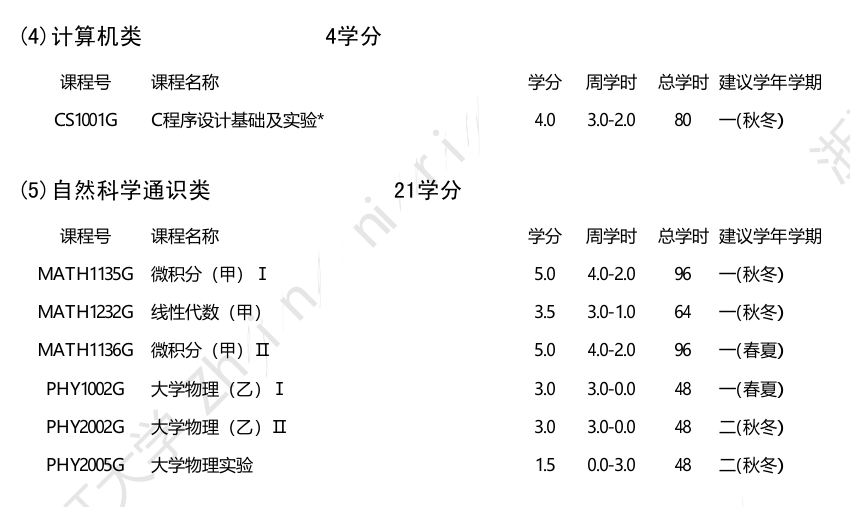 (4)计算机类 4学分
课程号 课程名称 学分 周学时 总学时 建议学年学期
CS1001G C程序设计基础及实验* 4.0 3.0-2.0 80 一(秋冬)
(5)自然科学通识类 21学分
课程号 课程名称 学分 周学时 总学时 建议学年学期
MATH1135G 微积分（甲）Ⅰ 5.0 4.0-2.0 96 一(秋冬)
MATH1232G 线性代数（甲） 3.5 3.0-1.0 64 一(秋冬)
MATH1136G 微积分（甲）Ⅱ 5.0 4.0-2.0 96 一(春夏)
PHY1002G 大学物理（乙）Ⅰ 3.0 3.0-0.0 48 一(春夏)
PHY2002G 大学物理（乙）Ⅱ 3.0 3.0-0.0 48 二(秋冬)
PHY2005G 大学物理实验 1.5 0.0-3.0 48 二(秋冬)